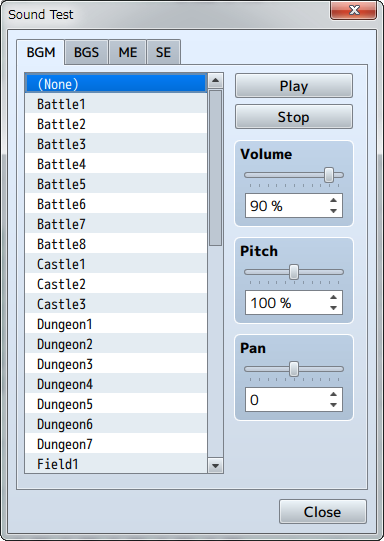 Sound Test
BGM BGS ME SE
(None)
Battle1
Battle2
Battle3
Battle4
Battle5
Battle6
Battle7
Battle8
Castle1
Castle2
Castle3
Dungeon1
Dungeon2
Dungeon3
Dungeon4
Dungeon5
Dungeon6
Dungeon7
Field1
Play
Stop
Volume
90 %
Pitch
100 %
Pan
0
Close